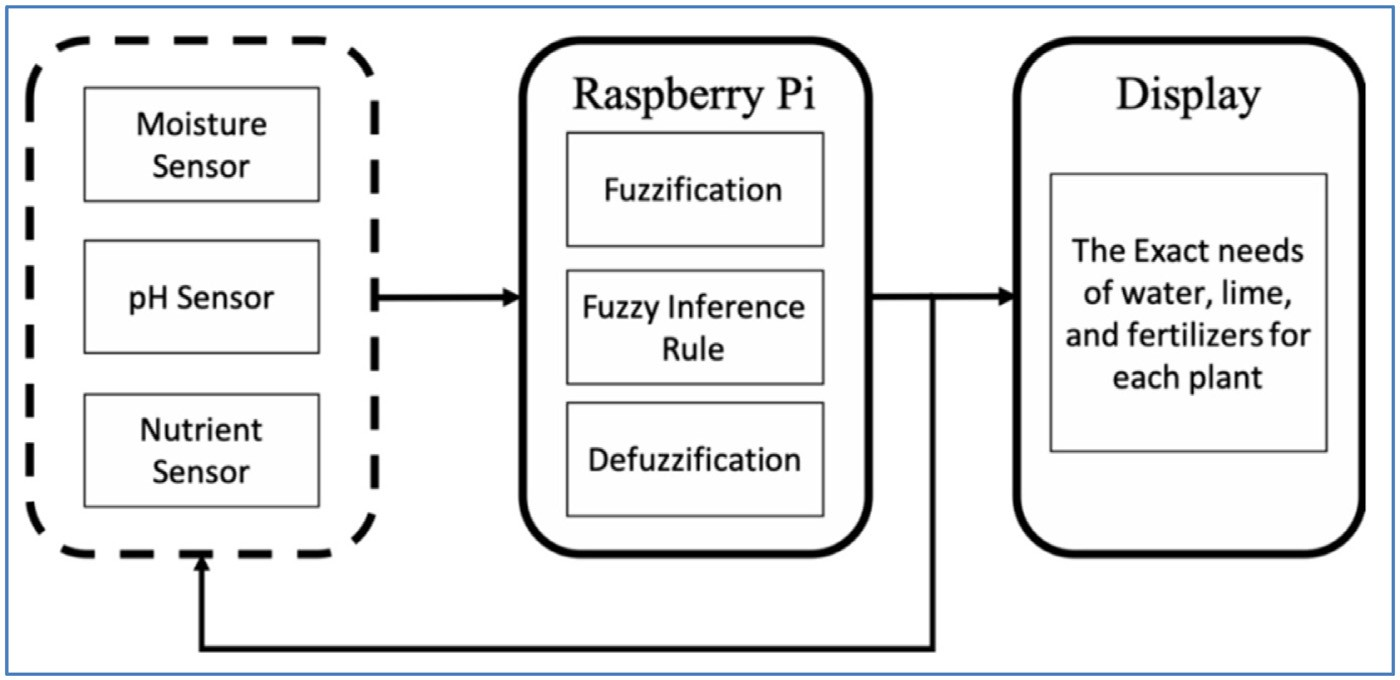 Moisture
Sensor
pH Sensor
Nutrient
Sensor
Raspberry Pi
Fuzzification
Fuzzy Inference
Rule
Defuzzification
Display
The Exact needs
of water, lime,
and fertilizers for
each plant